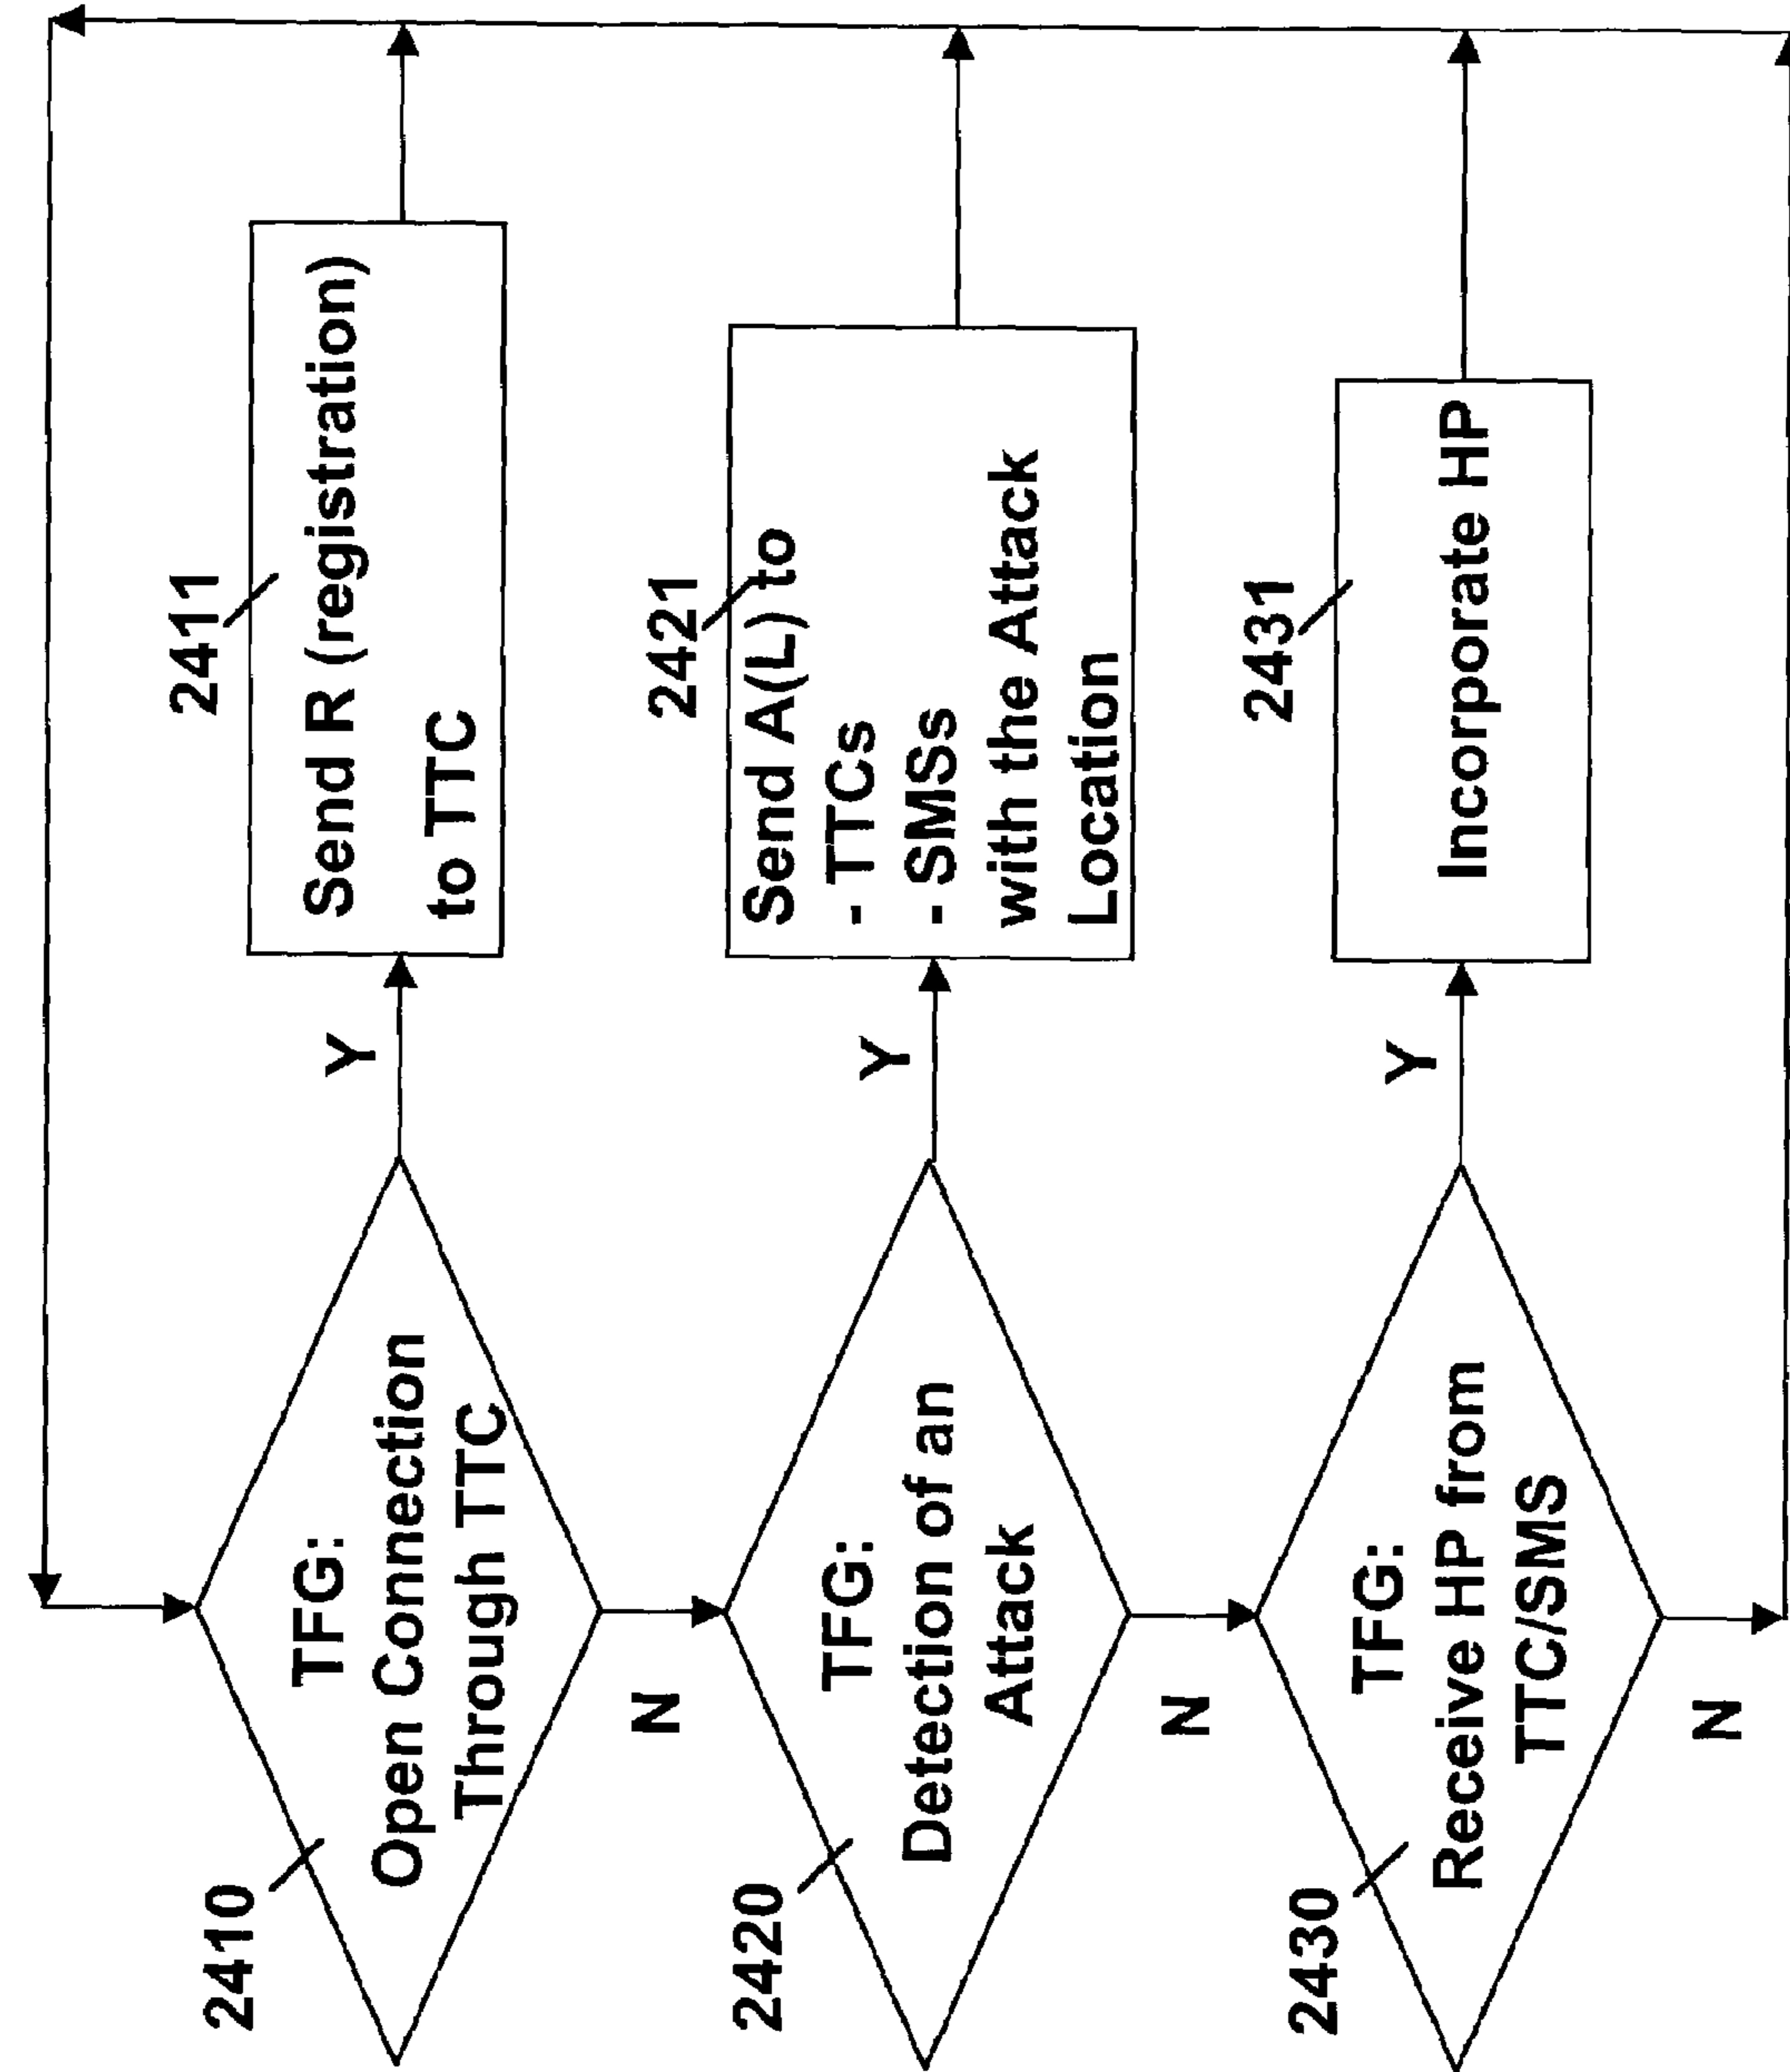 2410
TFG:
Open Connection
Through TTC
Y
2411
Send R (registration)
to TTC
N
2420
TFG:
Detection of an
Attack
Y
2421
Send A(L) to
- TTCs
- SMSs
with the Attack
Location
N
2430
TFG:
Receive HP from
TTC/SMS
Y
2431
Incorporate HP
N